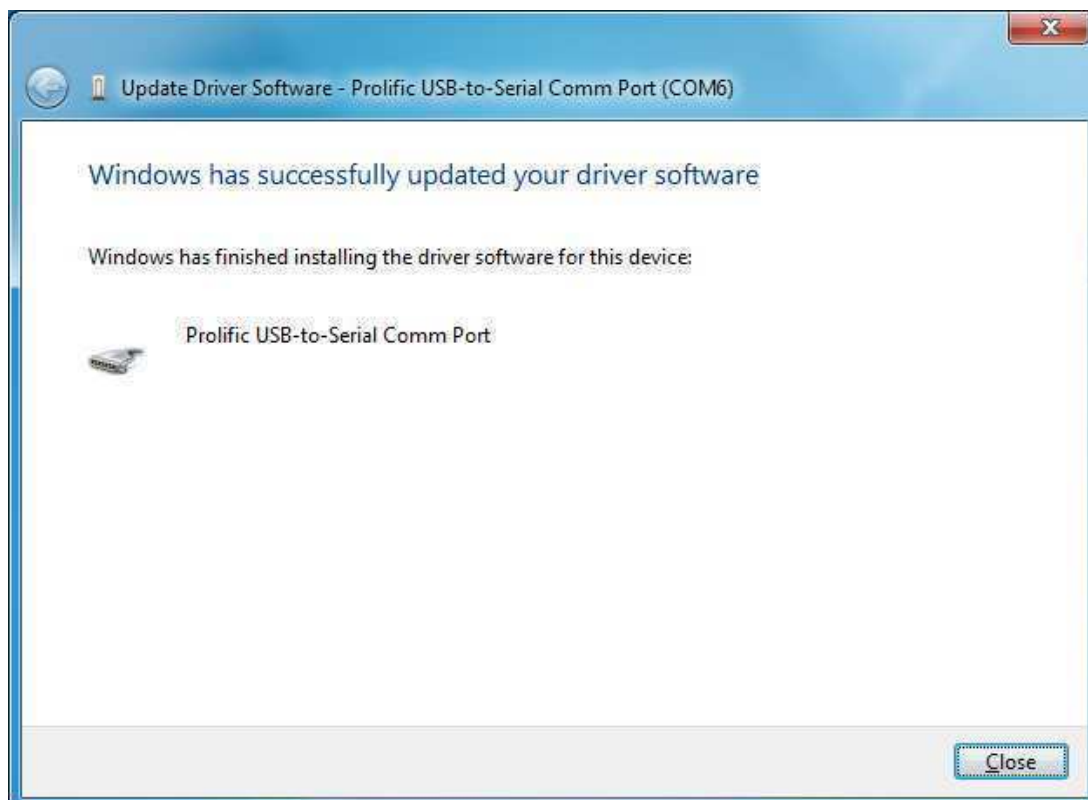 Update Driver Software - Prolific USB-to-Serial Comm Port (COM6)
Windows has successfully updated your driver software
Windows has finished installing the driver software for this device:
Prolific USB-to-Serial Comm Port
Close